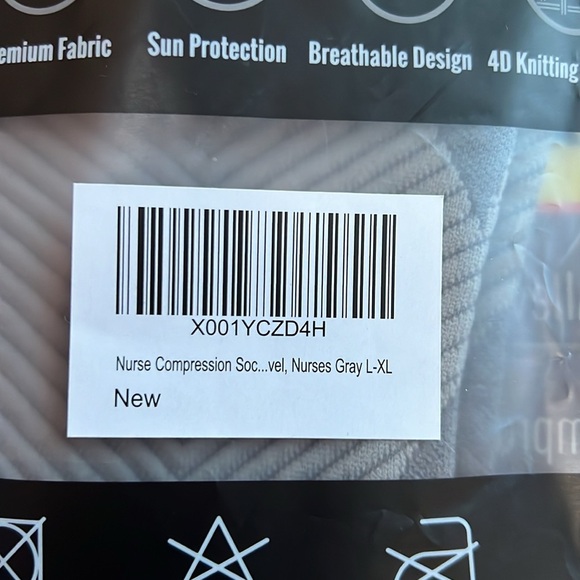 emium Fabric Sun Protection Breathable Design 4D Knitting
X001YCZD4H
Nurse Compression Soc...vel, Nurses Gray L-XL
New